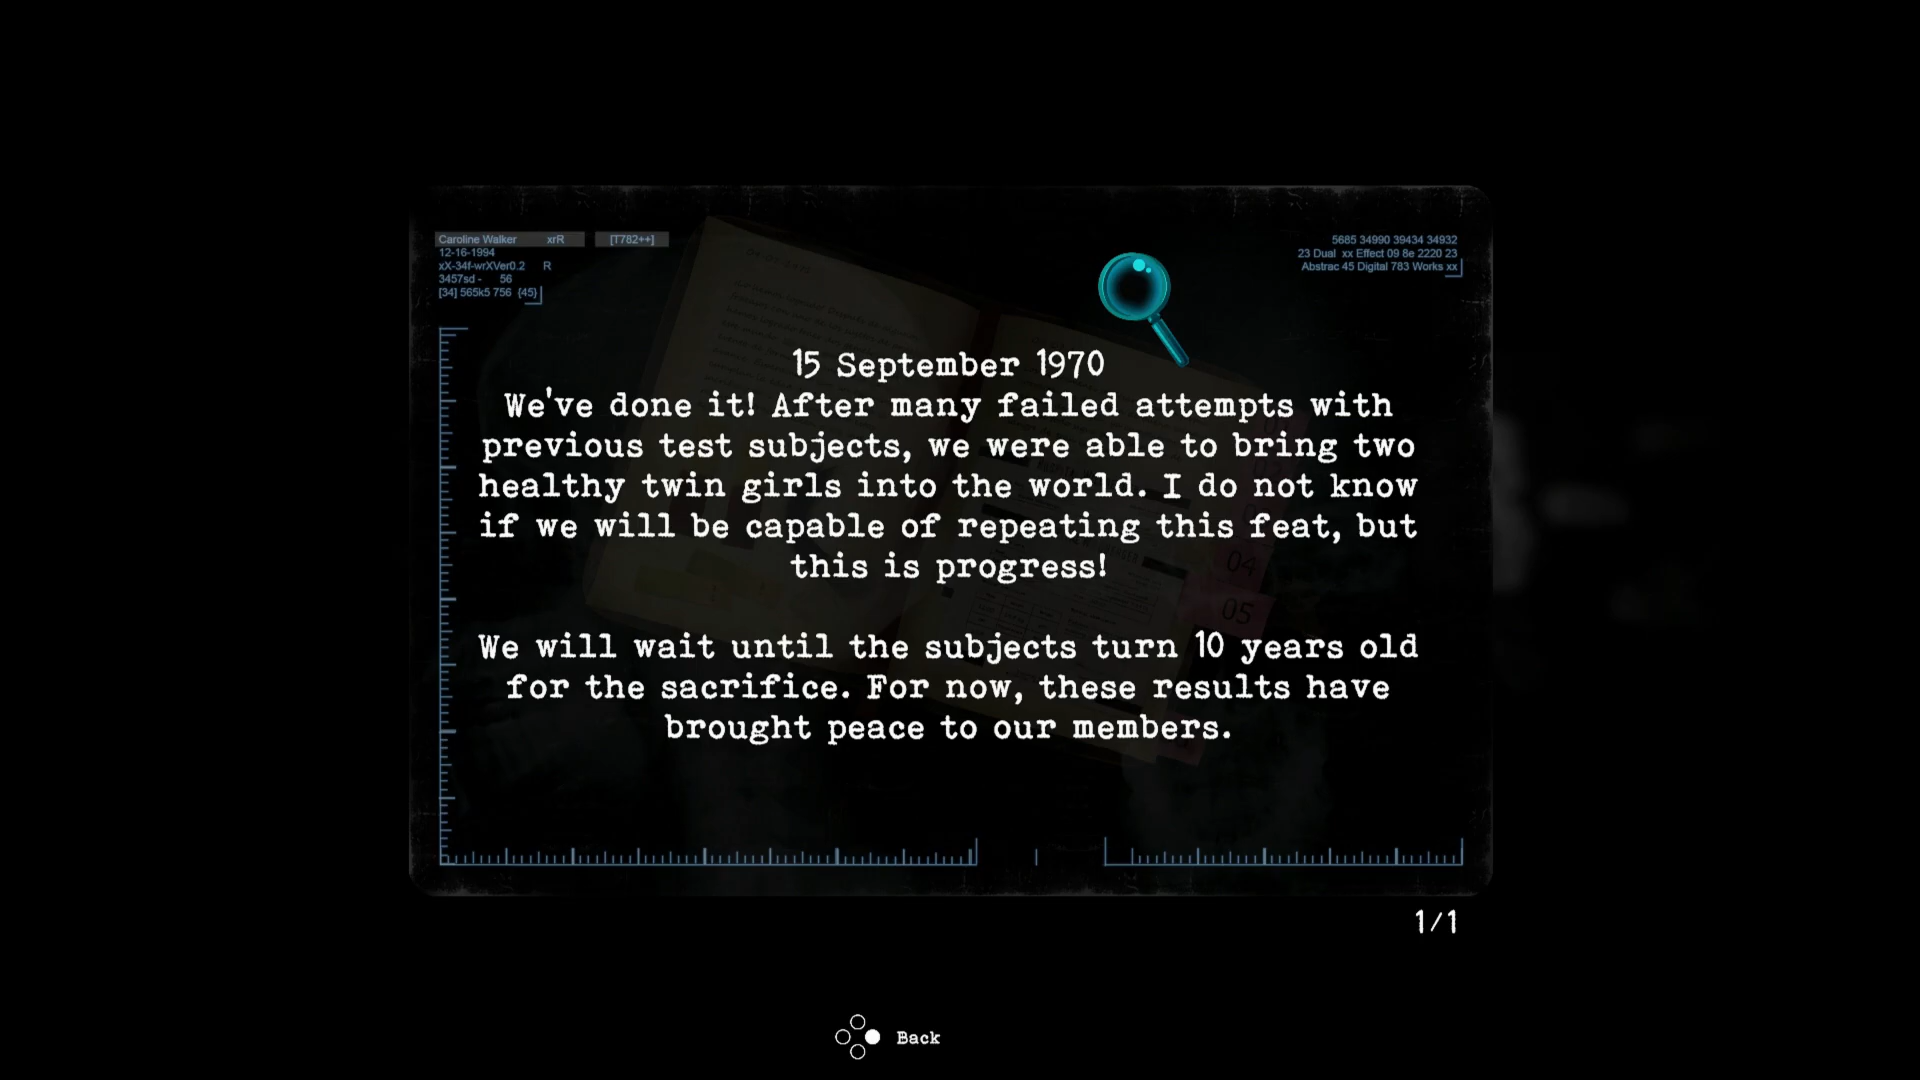 Caroline Walker xrR [T782++]
12-16-1994
xX-34f-wrXVer0.2 R
3457sd - 56
[34] 565k5 756 {45}
5685 34990 39434 34932
23 Dual xx Effect 09 8e 2220 23
Abstrac 45 Digital 783 Works xx
15 September 1970
We've done it! After many failed attempts with
previous test subjects, we were able to bring two
healthy twin girls into the world. I do not know
if we will be capable of repeating this feat, but
this is progress!
We will wait until the subjects turn 10 years old
for the sacrifice. For now, these results have
brought peace to our members.
04
05
1/1
Back